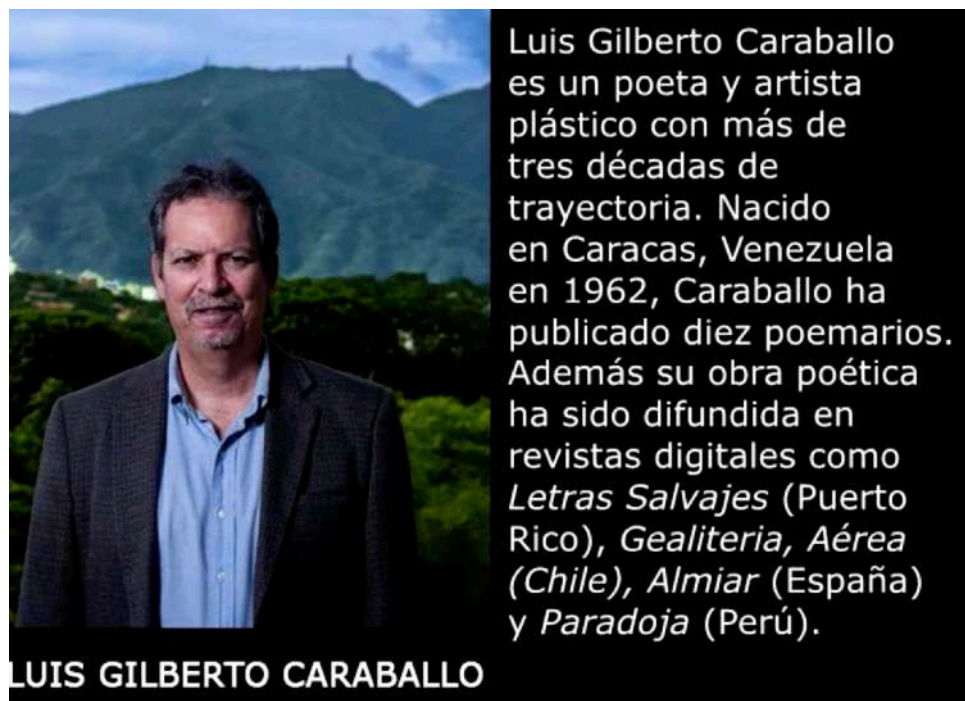 Luis Gilberto Caraballo
es un poeta y artista
plástico con más de
tres décadas de
trayectoria. Nacido
en Caracas, Venezuela
en 1962, Caraballo ha
publicado diez poemarios.
Además su obra poética
ha sido difundida en
revistas digitales como
Letras Salvajes (Puerto
Rico), Gealiteria, Aérea
(Chile), Almiar (España)
y Paradoja (Perú).
LUIS GILBERTO CARABALLO